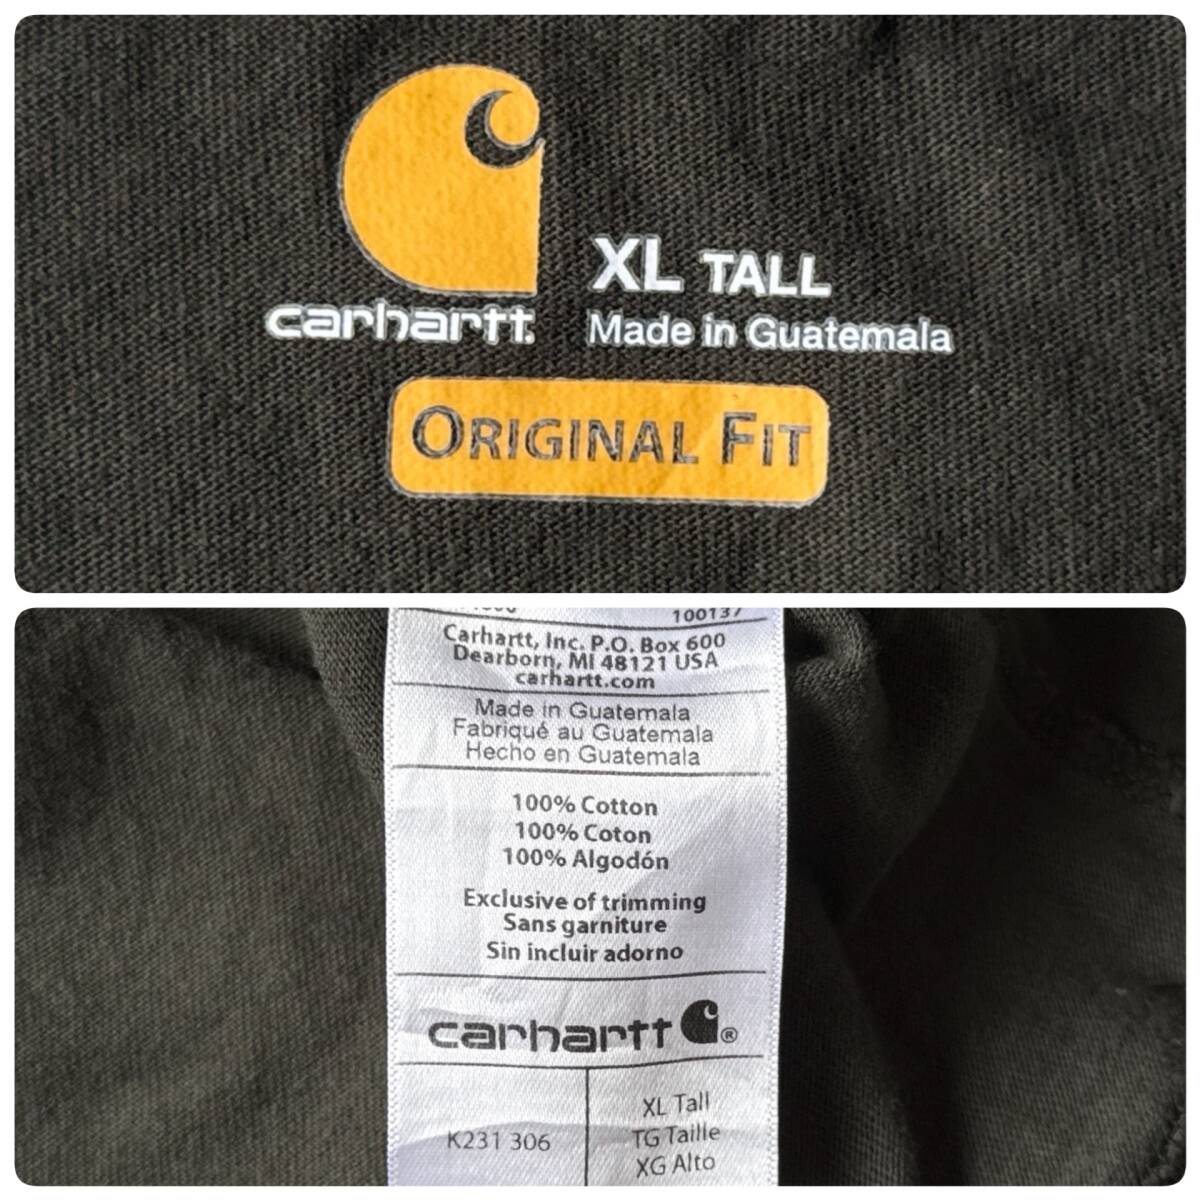 carhartt.
XL TALL
Made in Guatemala
ORIGINAL FIT
100137
Carhartt, Inc. P.O. Box 600
Dearborn, MI 48121 USA
carhartt.com
Made in Guatemala
Fabriqué au Guatemala
Hecho en Guatemala
100% Cotton
100% Coton
100% Algodón
Exclusive of trimming
Sans garniture
Sin incluir adorno
carhartt®
K231 306
XL Tall
TG Taille
XG Alto